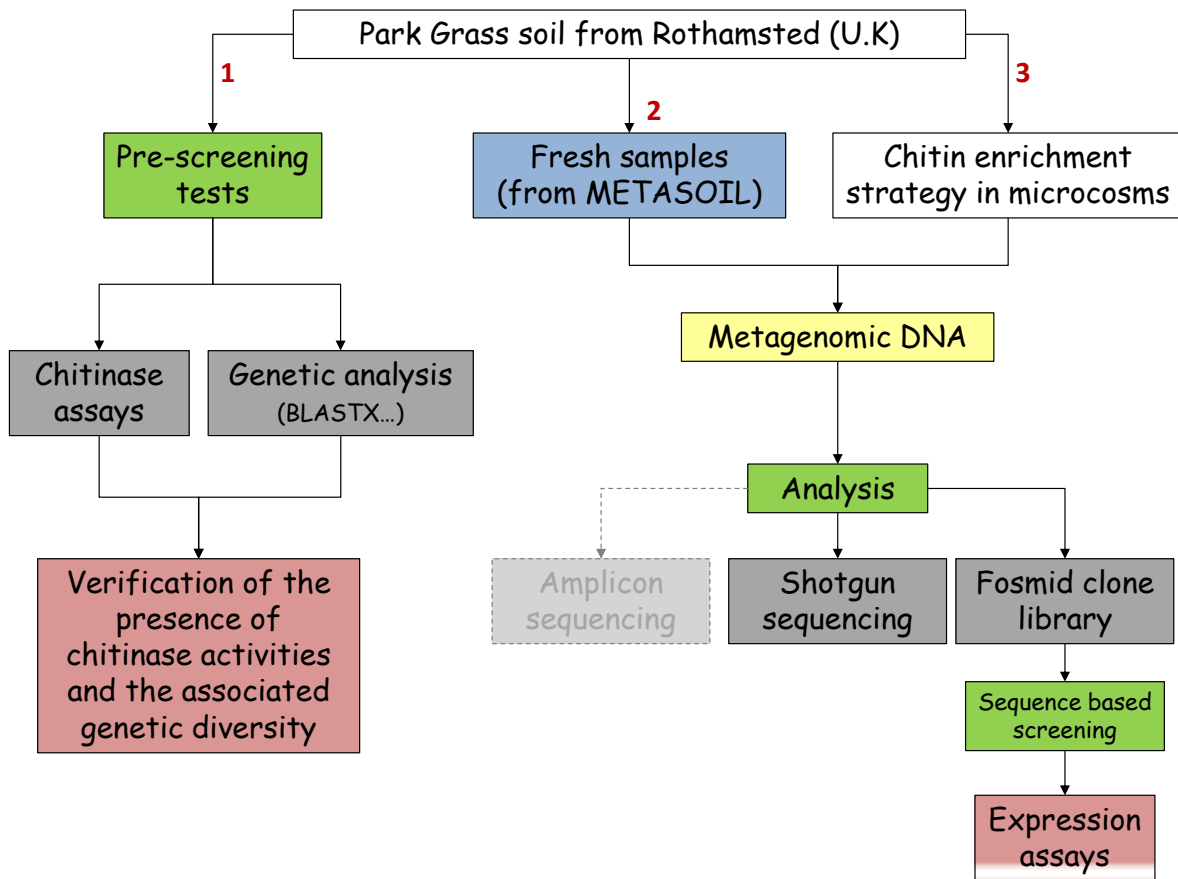 Park Grass soil from Rothamsted (U.K)
1
2
3
Pre-screening
tests
Fresh samples
(from METASOIL)
Chitin enrichment
strategy in microcosms
Metagenomic DNA
Chitinase
assays
Genetic analysis
(BLASTX…)
Analysis
Verification of the
presence of
chitinase activities
and the associated
genetic diversity
Amplicon
sequencing
Shotgun
sequencing
Fosmid clone
library
Sequence based
screening
Expression
assays